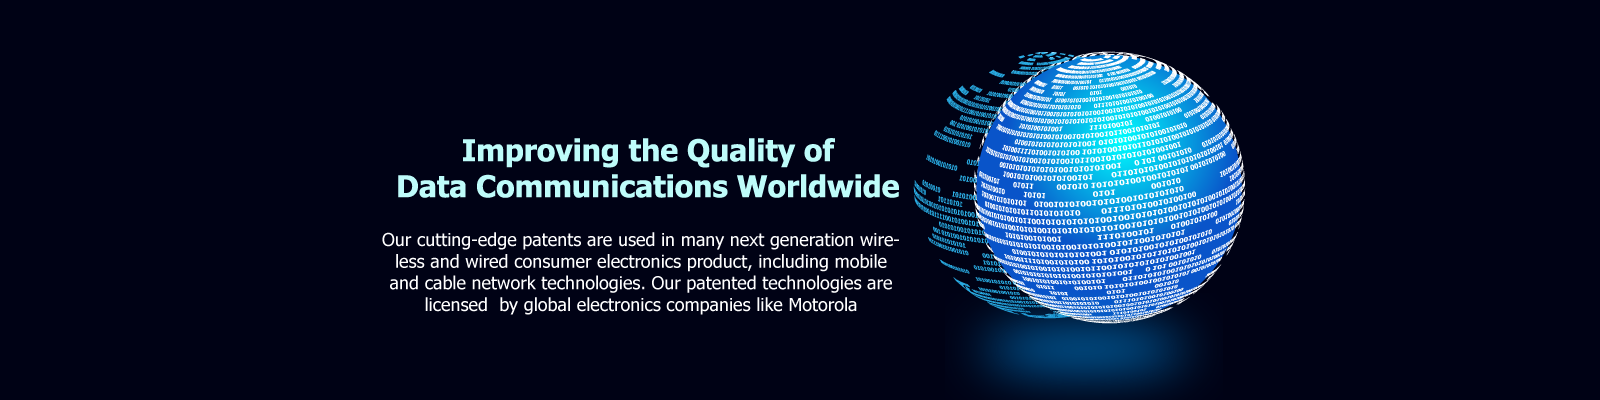 Improving the Quality of
Data Communications Worldwide
Our cutting-edge patents are used in many next generation wire-
less and wired consumer electronics product, including mobile
and cable network technologies. Our patented technologies are
licensed  by global electronics companies like Motorola